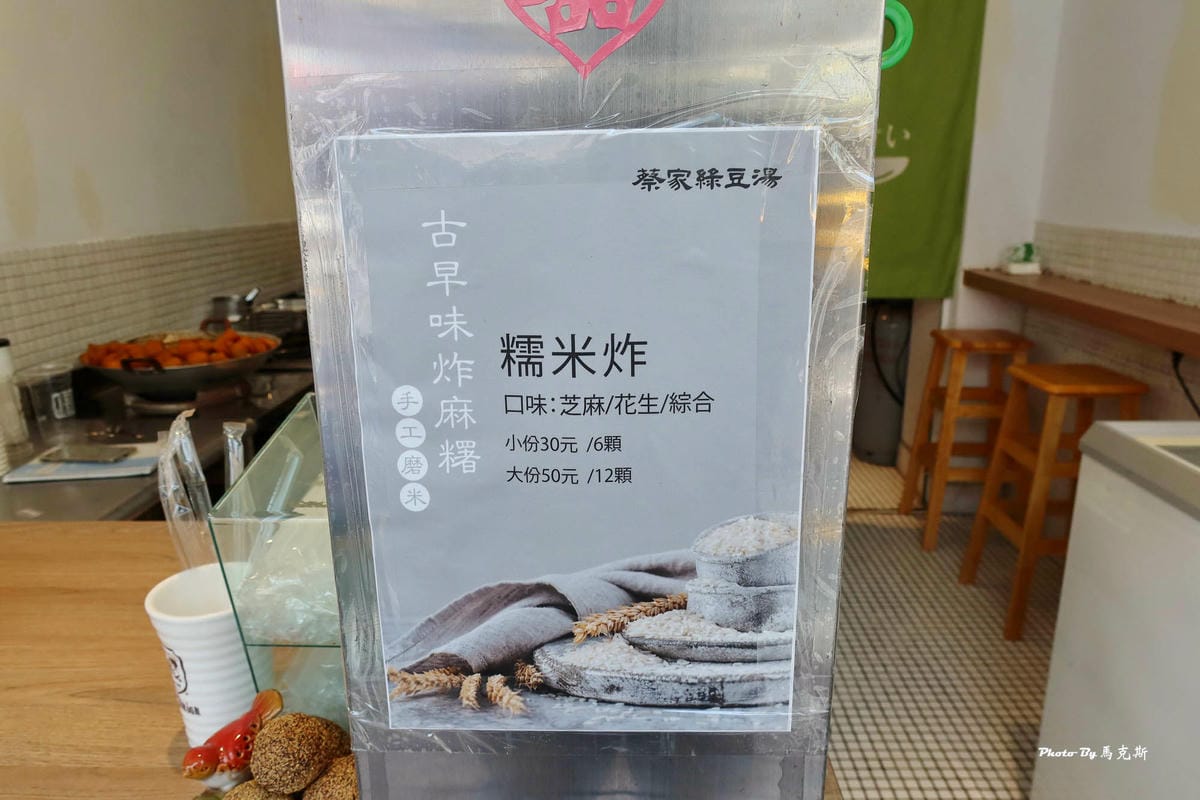 蔡家綠豆湯
古早味炸麻糬
手工磨米
糯米炸
口味:芝麻/花生/綜合
小份30元 /6顆
大份50元 /12顆
Photo By 馬克斯